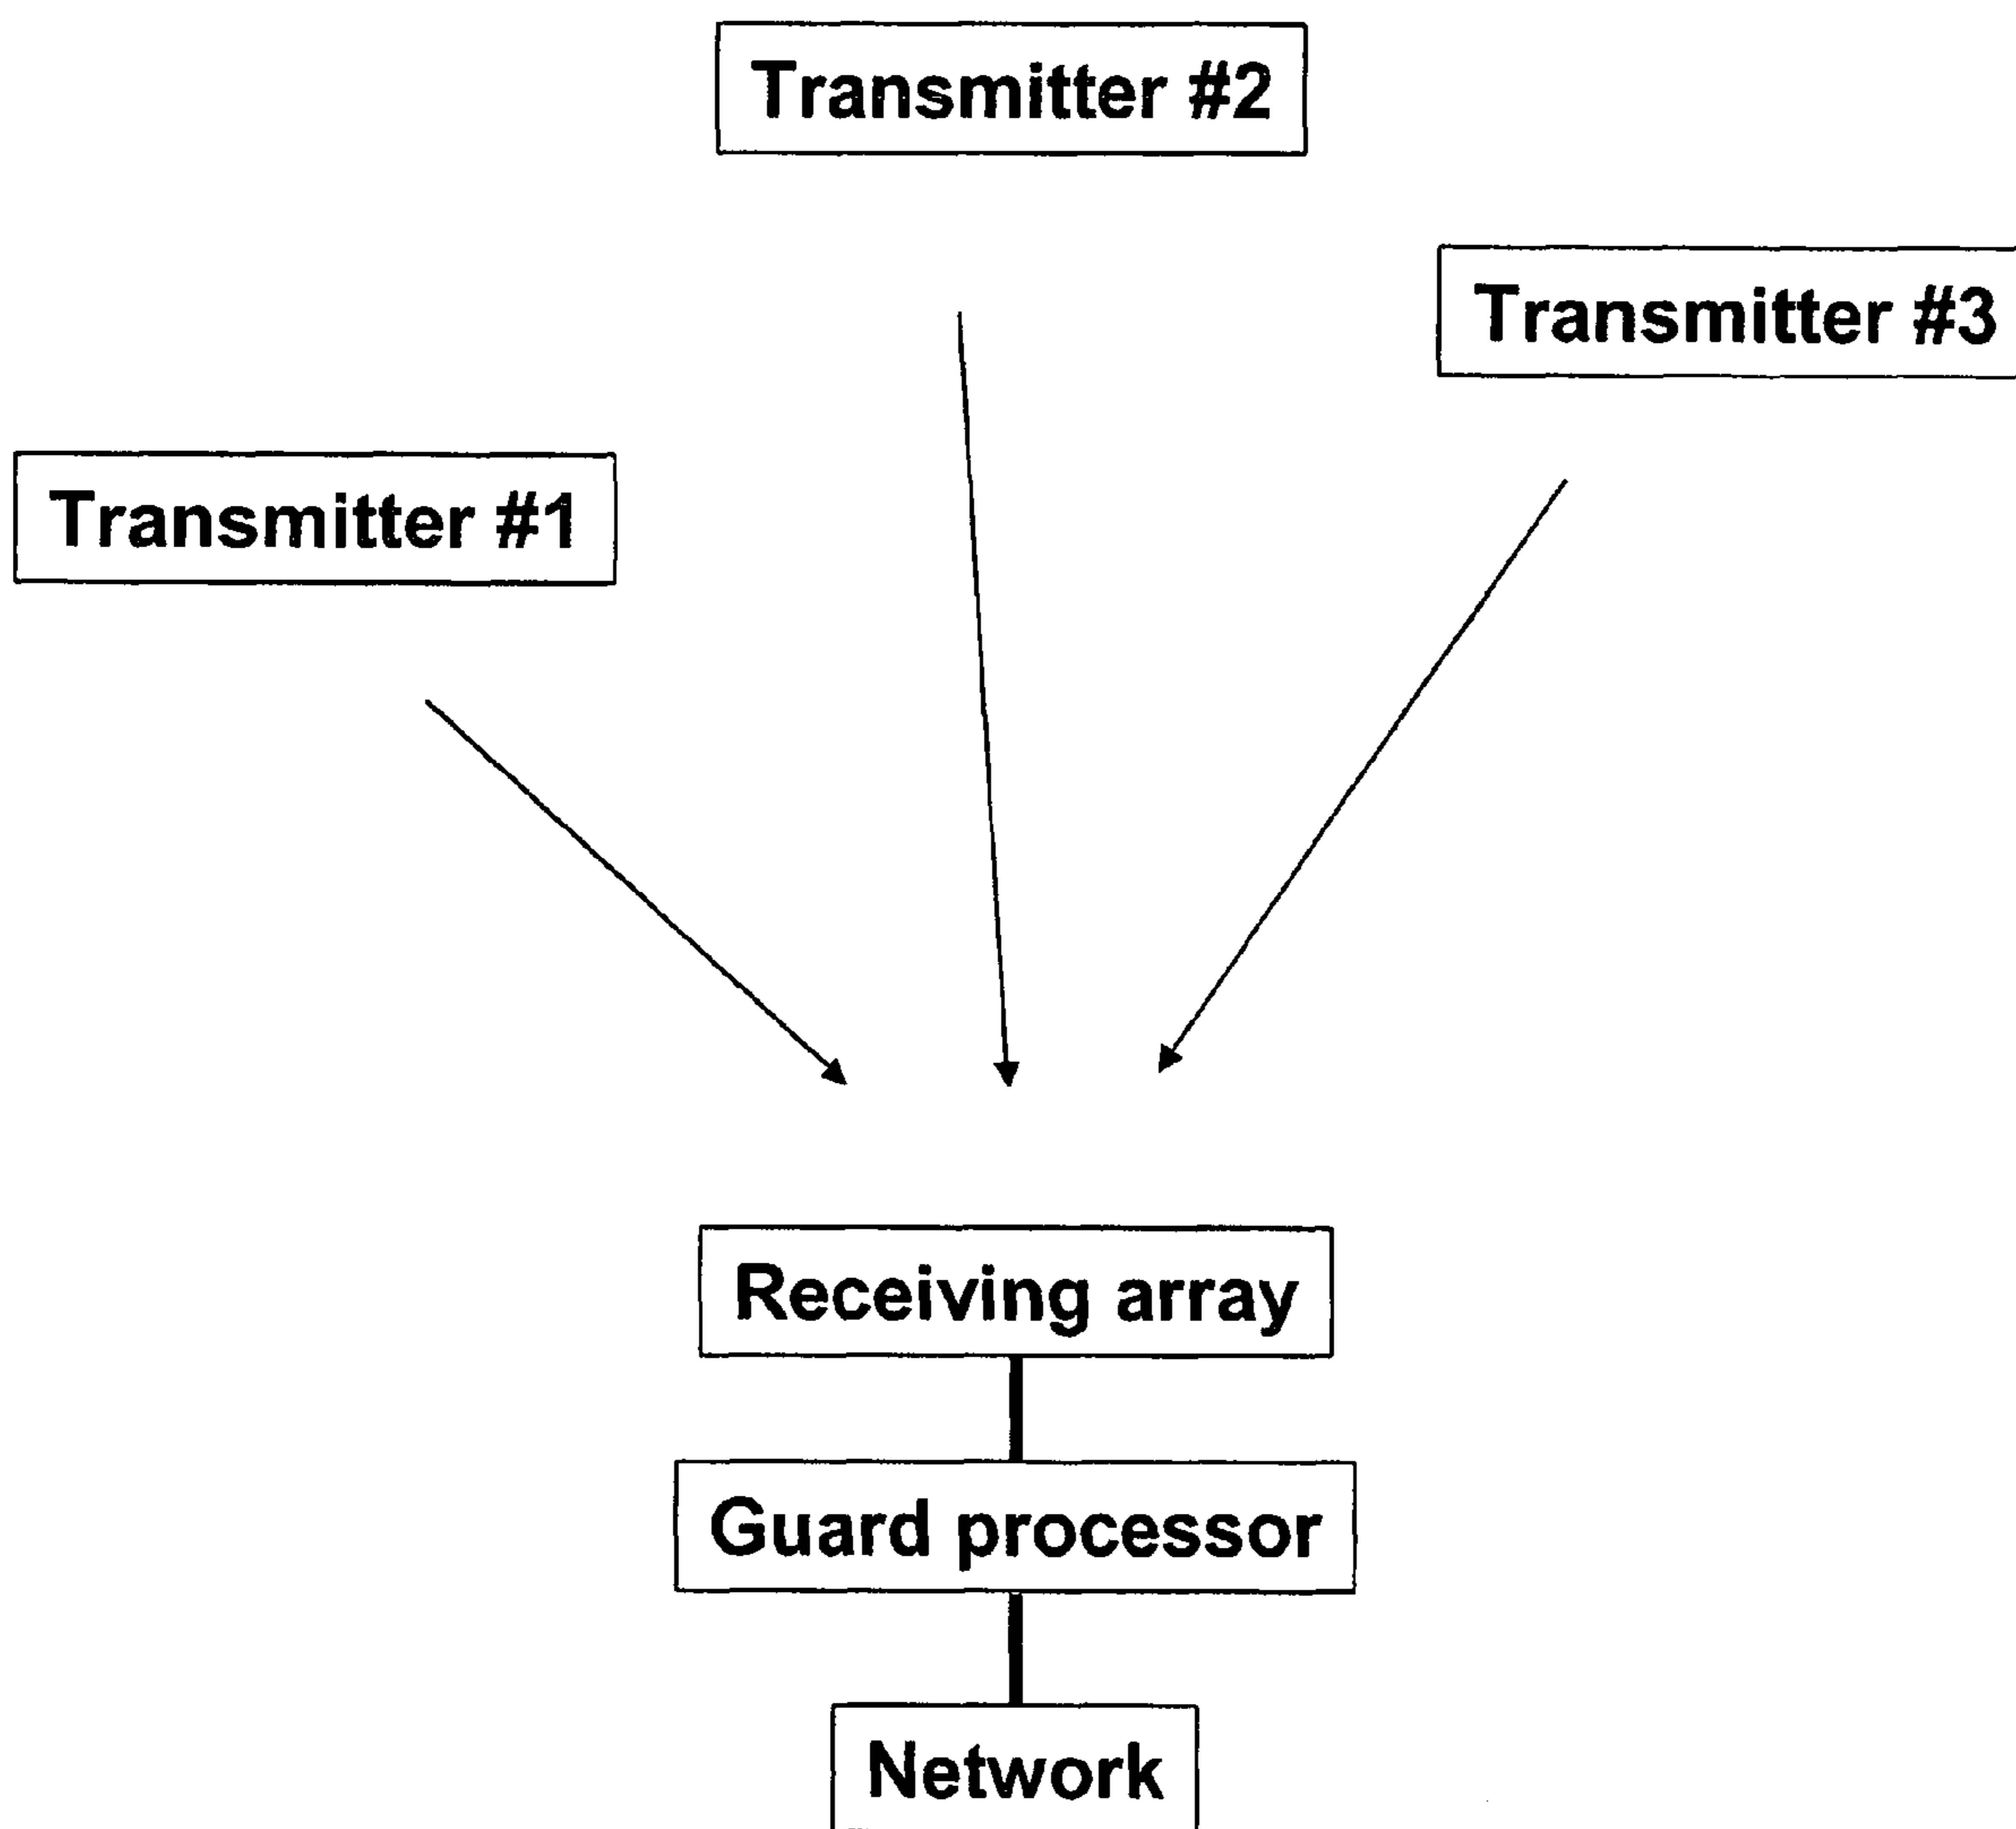 Transmitter #2
Transmitter #3
Transmitter #1
Receiving array
Guard processor
Network